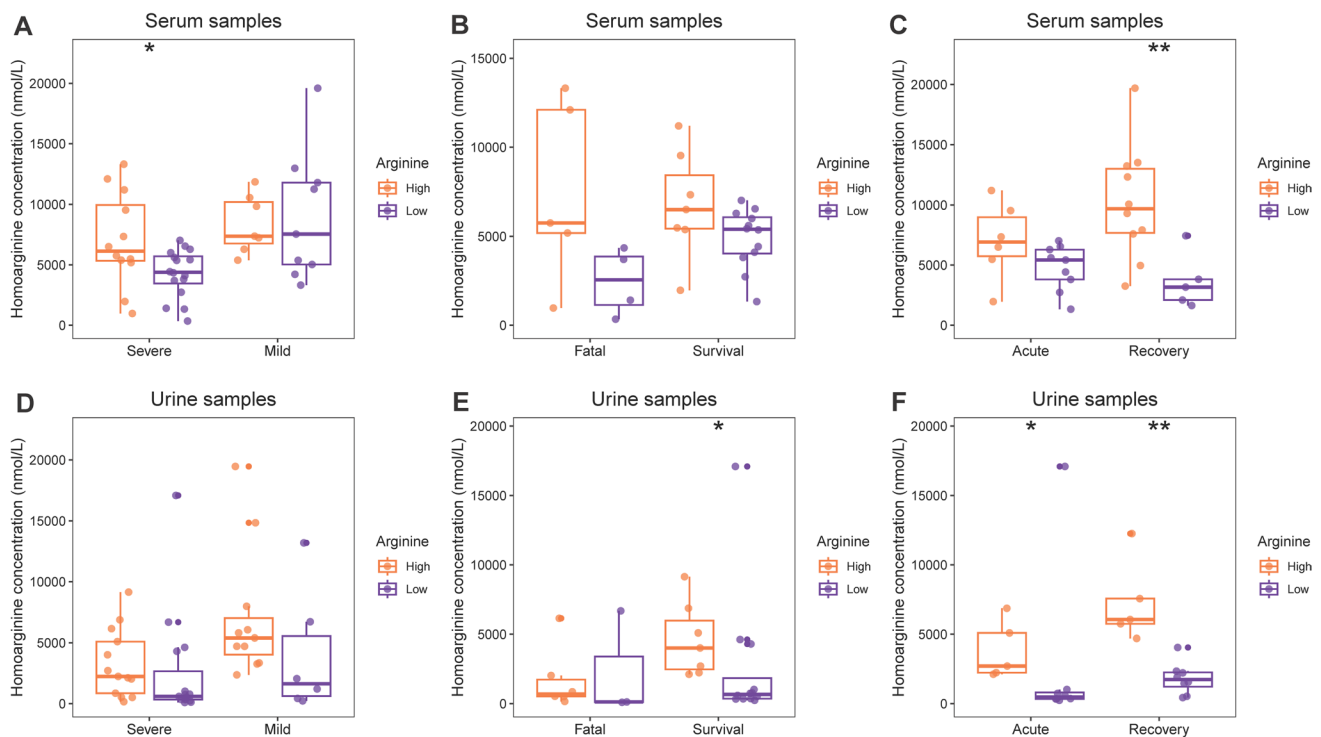 A
Serum samples
*
Homoarginine concentration (nmol/L)
20000
15000
10000
5000
0
Severe
Mild
Arginine
High
Low
B
Serum samples
Homoarginine concentration (nmol/L)
15000
10000
5000
0
Fatal
Survival
Arginine
High
Low
C
Serum samples
**
Homoarginine concentration (nmol/L)
20000
15000
10000
5000
0
Acute
Recovery
Arginine
High
Low
D
Urine samples
Homoarginine concentration (nmol/L)
20000
15000
10000
5000
0
Severe
Mild
Arginine
High
Low
E
Urine samples
*
Homoarginine concentration (nmol/L)
20000
15000
10000
5000
0
Fatal
Survival
Arginine
High
Low
F
Urine samples
*
**
Homoarginine concentration (nmol/L)
20000
15000
10000
5000
0
Acute
Recovery
Arginine
High
Low